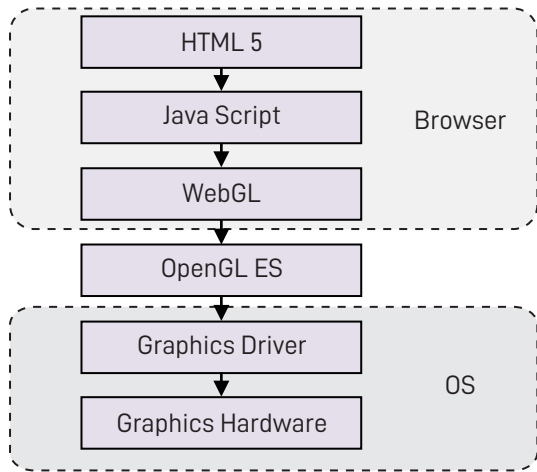 HTML 5
Java Script
Browser
WebGL
OpenGL ES
Graphics Driver
OS
Graphics Hardware